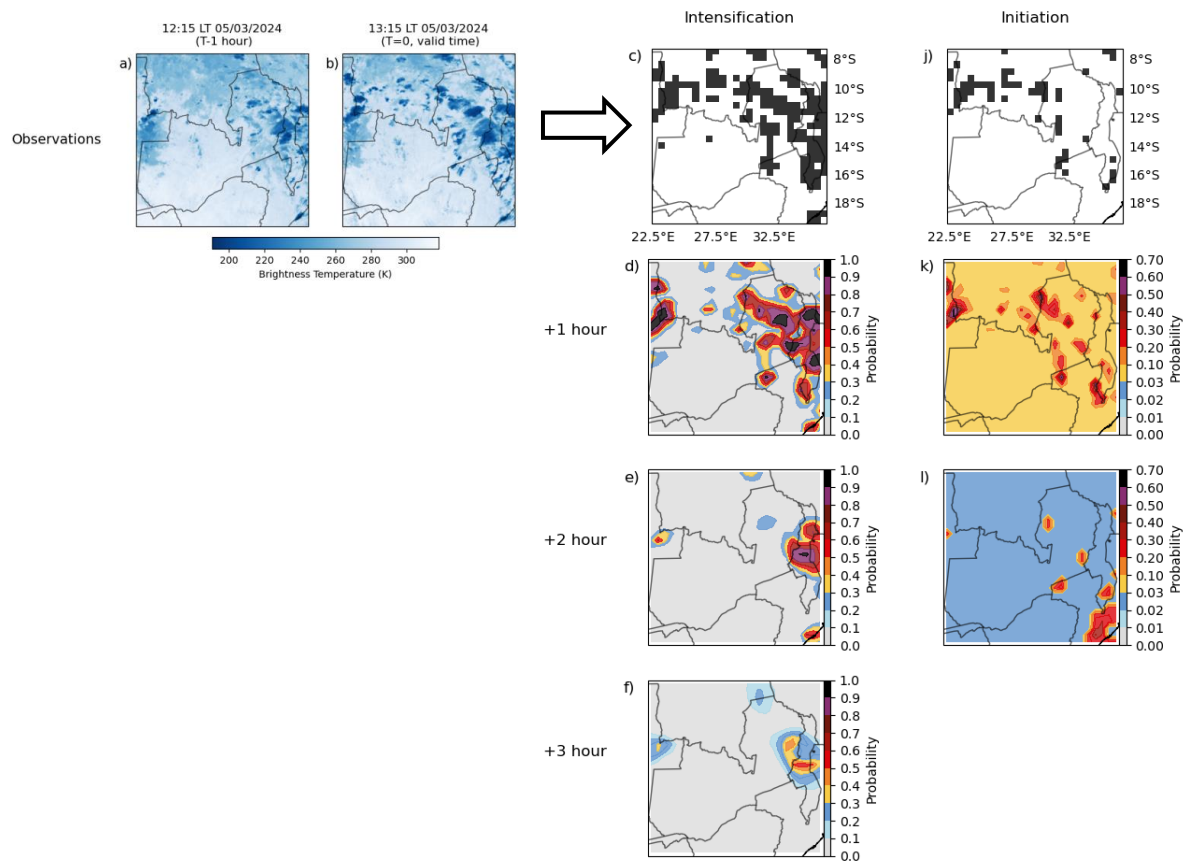 Intensification
Initiation
12:15 LT 05/03/2024
(T-1 hour)
13:15 LT 05/03/2024
(T=0, valid time)
a)
b)
c)
j)
8°S
10°S
12°S
14°S
16°S
18°S
8°S
10°S
12°S
14°S
16°S
18°S
Observations
22.5°E 27.5°E 32.5°E
22.5°E 27.5°E 32.5°E
200 220 240 260 280 300
Brightness Temperature (K)
+1 hour
d)
1.0
0.9
0.8
0.7
0.6
0.5
0.4
0.3
0.2
0.1
0.0
Probability
k)
0.70
0.60
0.50
0.40
0.30
0.20
0.10
0.03
0.02
0.01
0.00
Probability
+2 hour
e)
1.0
0.9
0.8
0.7
0.6
0.5
0.4
0.3
0.2
0.1
0.0
Probability
l)
0.70
0.60
0.50
0.40
0.30
0.20
0.10
0.03
0.02
0.01
0.00
Probability
+3 hour
f)
1.0
0.9
0.8
0.7
0.6
0.5
0.4
0.3
0.2
0.1
0.0
Probability